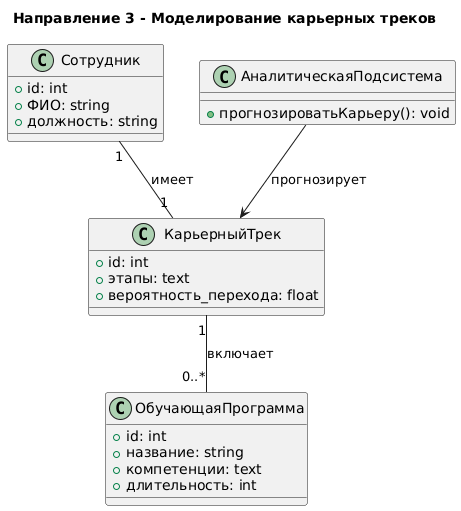 Направление 3 - Моделирование карьерных треков
C Сотрудник
id: int
ФИО: string
должность: string
C АналитическаяПодсистема
прогнозироватьКарьеру(): void
1
имеет
1
прогнозирует
C КарьерныйТрек
id: int
этапы: text
вероятность_перехода: float
1
включает
0..*
C ОбучающаяПрограмма
id: int
название: string
компетенции: text
длительность: int